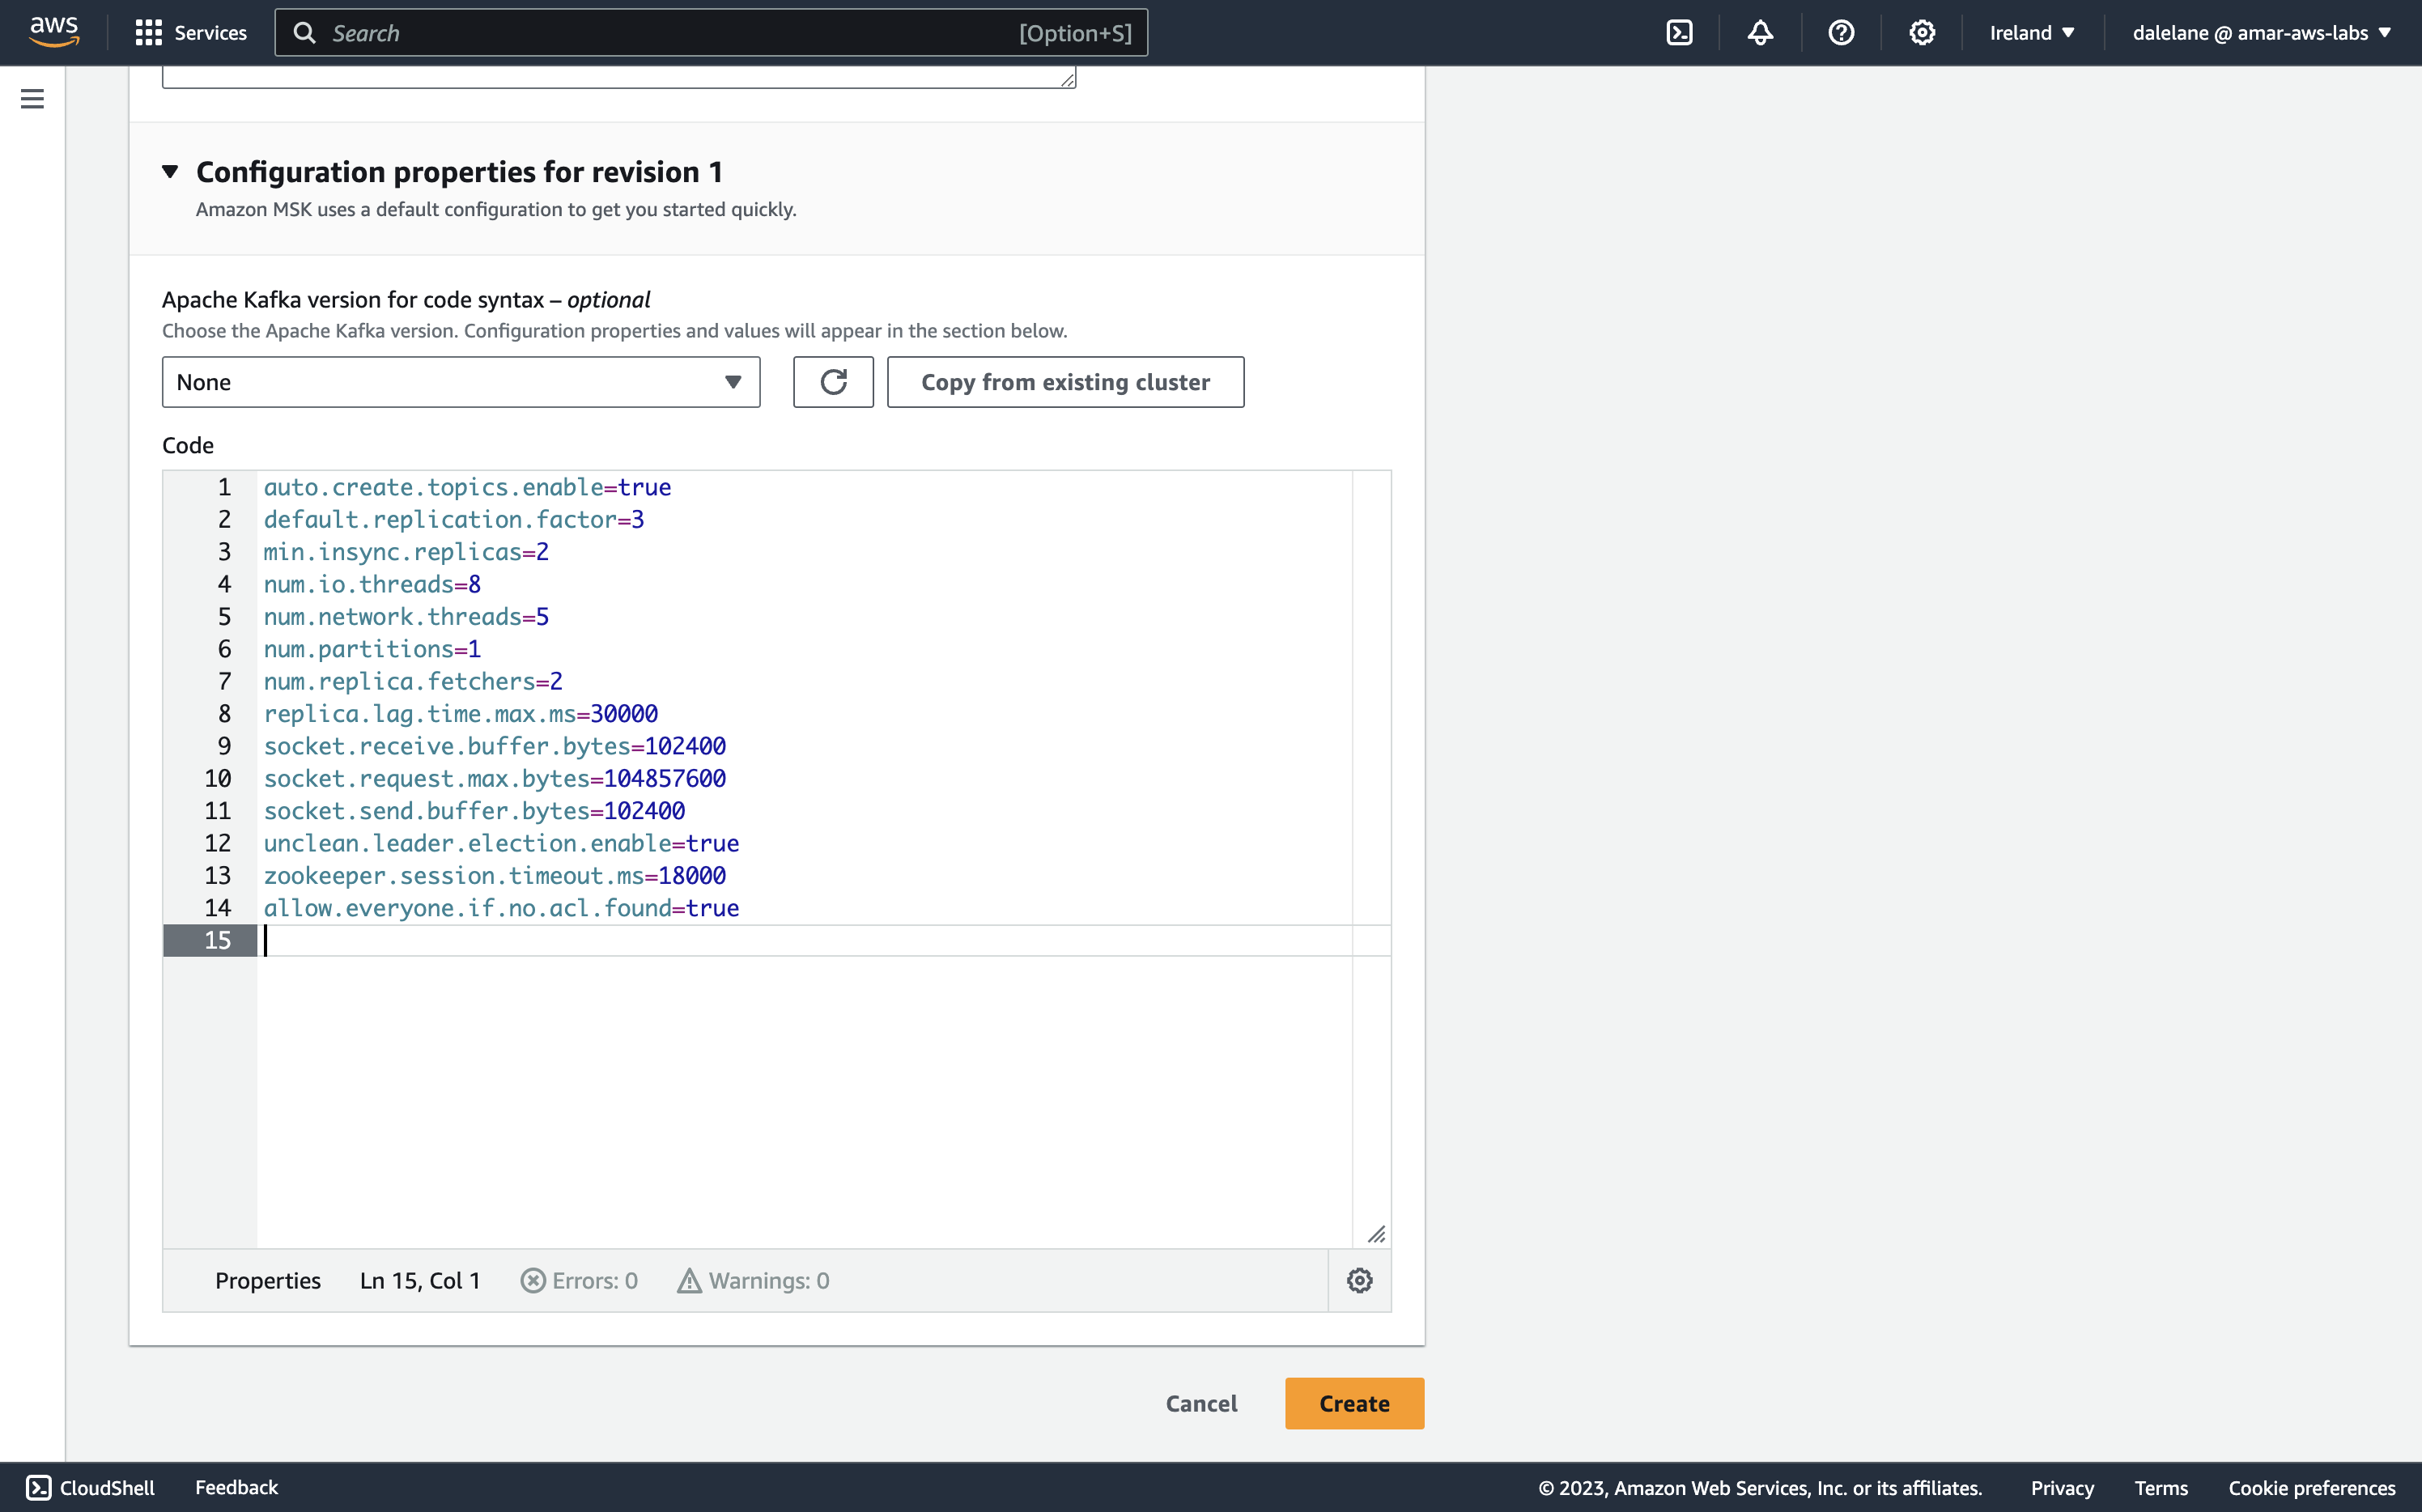 aws Services Search [Option+S] Ireland dalelane @ amar-aws-labs
Configuration properties for revision 1
Amazon MSK uses a default configuration to get you started quickly.
Apache Kafka version for code syntax – optional
Choose the Apache Kafka version. Configuration properties and values will appear in the section below.
None Copy from existing cluster
Code
1 auto.create.topics.enable=true
2 default.replication.factor=3
3 min.insync.replicas=2
4 num.io.threads=8
5 num.network.threads=5
6 num.partitions=1
7 num.replica.fetchers=2
8 replica.lag.time.max.ms=30000
9 socket.receive.buffer.bytes=102400
10 socket.request.max.bytes=104857600
11 socket.send.buffer.bytes=102400
12 unclean.leader.election.enable=true
13 zookeeper.session.timeout.ms=18000
14 allow.everyone.if.no.acl.found=true
15
Properties Ln 15, Col 1 Errors: 0 Warnings: 0
Cancel Create
CloudShell Feedback © 2023, Amazon Web Services, Inc. or its affiliates. Privacy Terms Cookie preferences